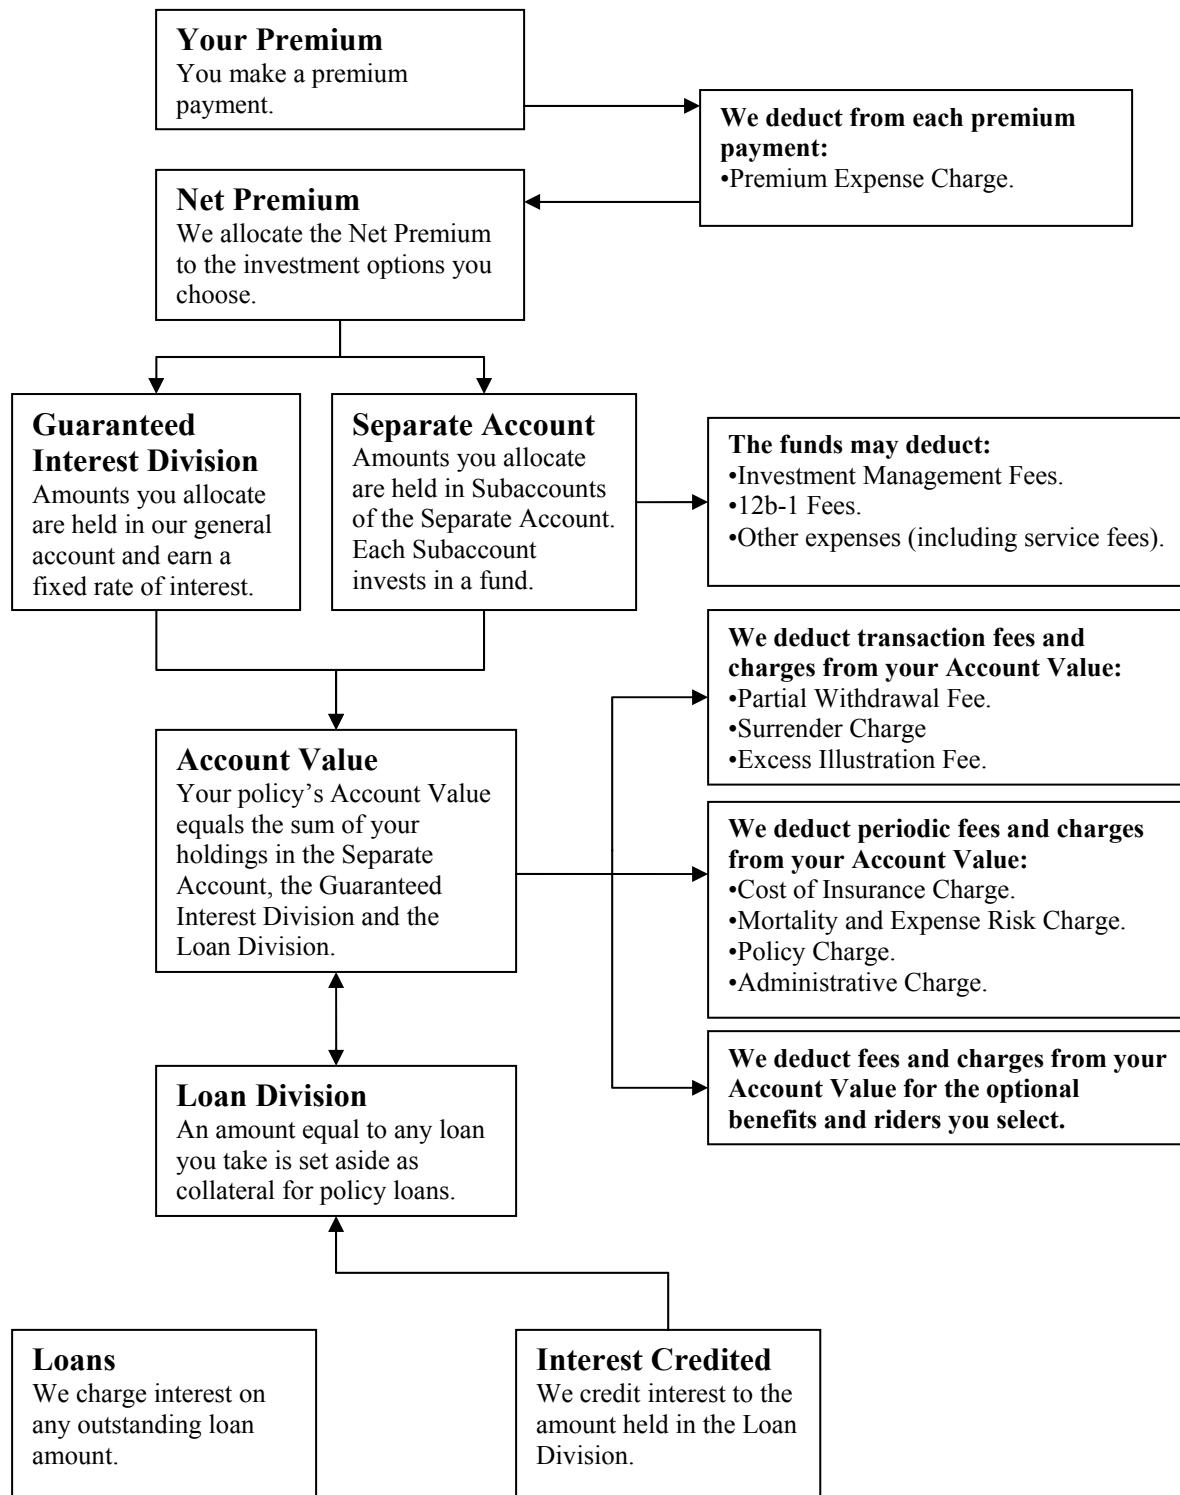 Your Premium
You make a premium
payment.
We deduct from each premium
payment:
•Premium Expense Charge.
Net Premium
We allocate the Net Premium
to the investment options you
choose.
Guaranteed
Interest Division
Amounts you allocate
are held in our general
account and earn a
fixed rate of interest.
Separate Account
Amounts you allocate
are held in Subaccounts
of the Separate Account.
Each Subaccount
invests in a fund.
The funds may deduct:
•Investment Management Fees.
•12b-1 Fees.
•Other expenses (including service fees).
We deduct transaction fees and
charges from your Account Value:
•Partial Withdrawal Fee.
•Surrender Charge
•Excess Illustration Fee.
Account Value
Your policy’s Account Value
equals the sum of your
holdings in the Separate
Account, the Guaranteed
Interest Division and the
Loan Division.
We deduct periodic fees and charges
from your Account Value:
•Cost of Insurance Charge.
•Mortality and Expense Risk Charge.
•Policy Charge.
•Administrative Charge.
We deduct fees and charges from your
Account Value for the optional
benefits and riders you select.
Loan Division
An amount equal to any loan
you take is set aside as
collateral for policy loans.
Loans
We charge interest on
any outstanding loan
amount.
Interest Credited
We credit interest to the
amount held in the Loan
Division.